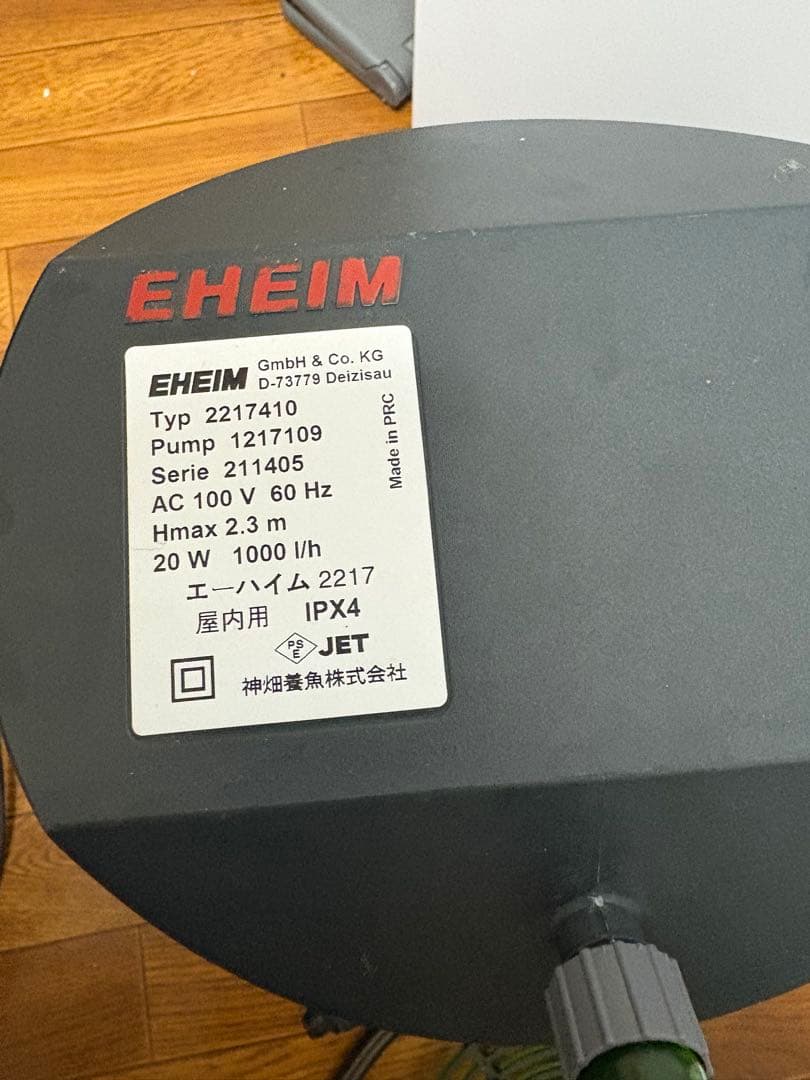 EHEIM
EHEIM GmbH & Co. KG
D-73779 Deizisau
Typ 2217410
Pump 1217109
Serie 211405
AC 100 V 60 Hz
Hmax 2.3 m
20 W 1000 l/h
Made in PRC
エーハイム 2217
屋内用 IPX4
PS
E
JET
神畑養魚株式会社